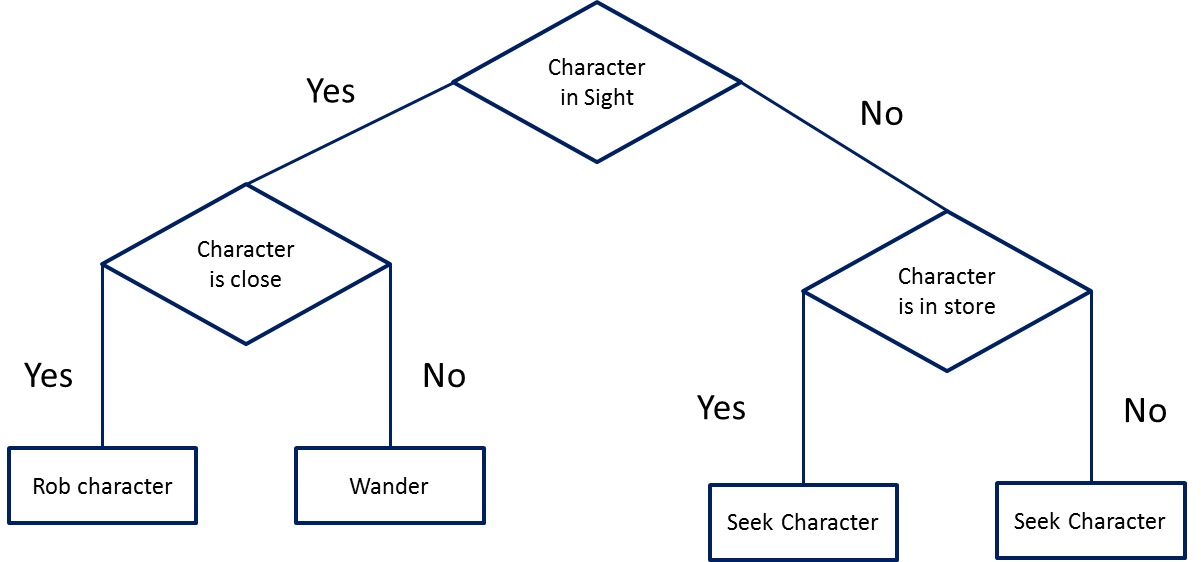 Character
in Sight
Yes
No
Character
is close
Character
is in store
Yes
No
Yes
No
Rob character
Wander
Seek Character
Seek Character